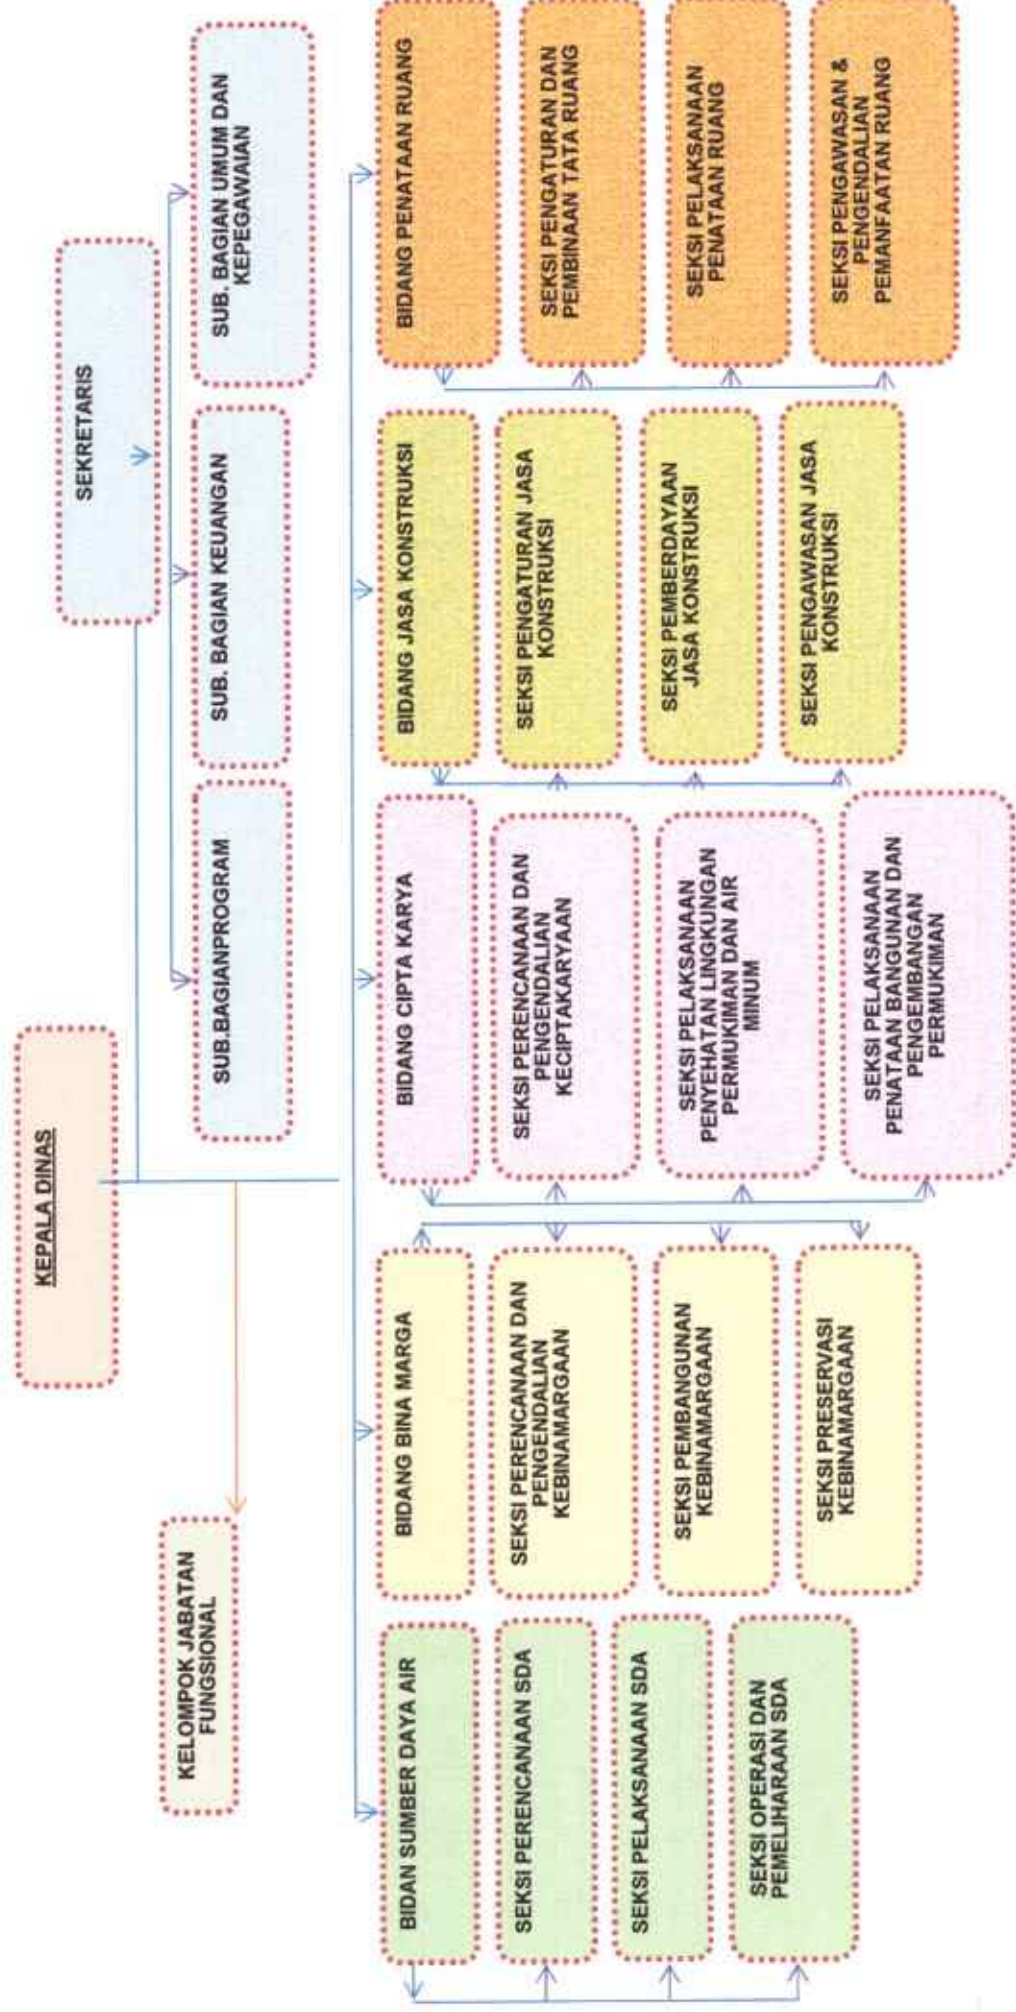 KEPALA DINAS
SEKRETARIS
KELOMPOK JABATAN
FUNGSIONAL
SUB.BAGIANPROGRAM
SUB. BAGIAN KEUANGAN
SUB. BAGIAN UMUM DAN
KEPEGAWAIAN
BIDAN SUMBER DAYA AIR
SEKSI PERENCANAAN SDA
SEKSI PELAKSANAAN SDA
SEKSI OPERASI DAN
PEMELIHARAAN SDA
BIDANG BINA MARGA
SEKSI PERENCANAAN DAN
PENGENDALIAN
KEBINAMARGAAN
SEKSI PEMBANGUNAN
KEBINAMARGAAN
SEKSI PRESERVASI
KEBINAMARGAAN
BIDANG CIPTA KARYA
SEKSI PERENCANAAN DAN
PENGENDALIAN
KECIPTAKARYAAN
SEKSI PELAKSANAAN
PENYEHATAN LINGKUNGAN
PERMUKIMAN DAN AIR
MINUM
SEKSI PELAKSANAAN
PENATAAN BANGUNAN DAN
PENGEMBANGAN
PERMUKIMAN
BIDANG JASA KONSTRUKSI
SEKSI PENGATURAN JASA
KONSTRUKSI
SEKSI PEMBERDAYAAN
JASA KONSTRUKSI
SEKSI PENGAWASAN JASA
KONSTRUKSI
BIDANG PENATAAN RUANG
SEKSI PENGATURAN DAN
PEMBINAAN TATA RUANG
SEKSI PELAKSANAAN
PENATAAN RUANG
SEKSI PENGAWASAN &
PENGENDALIAN
PEMANFAATAN RUANG